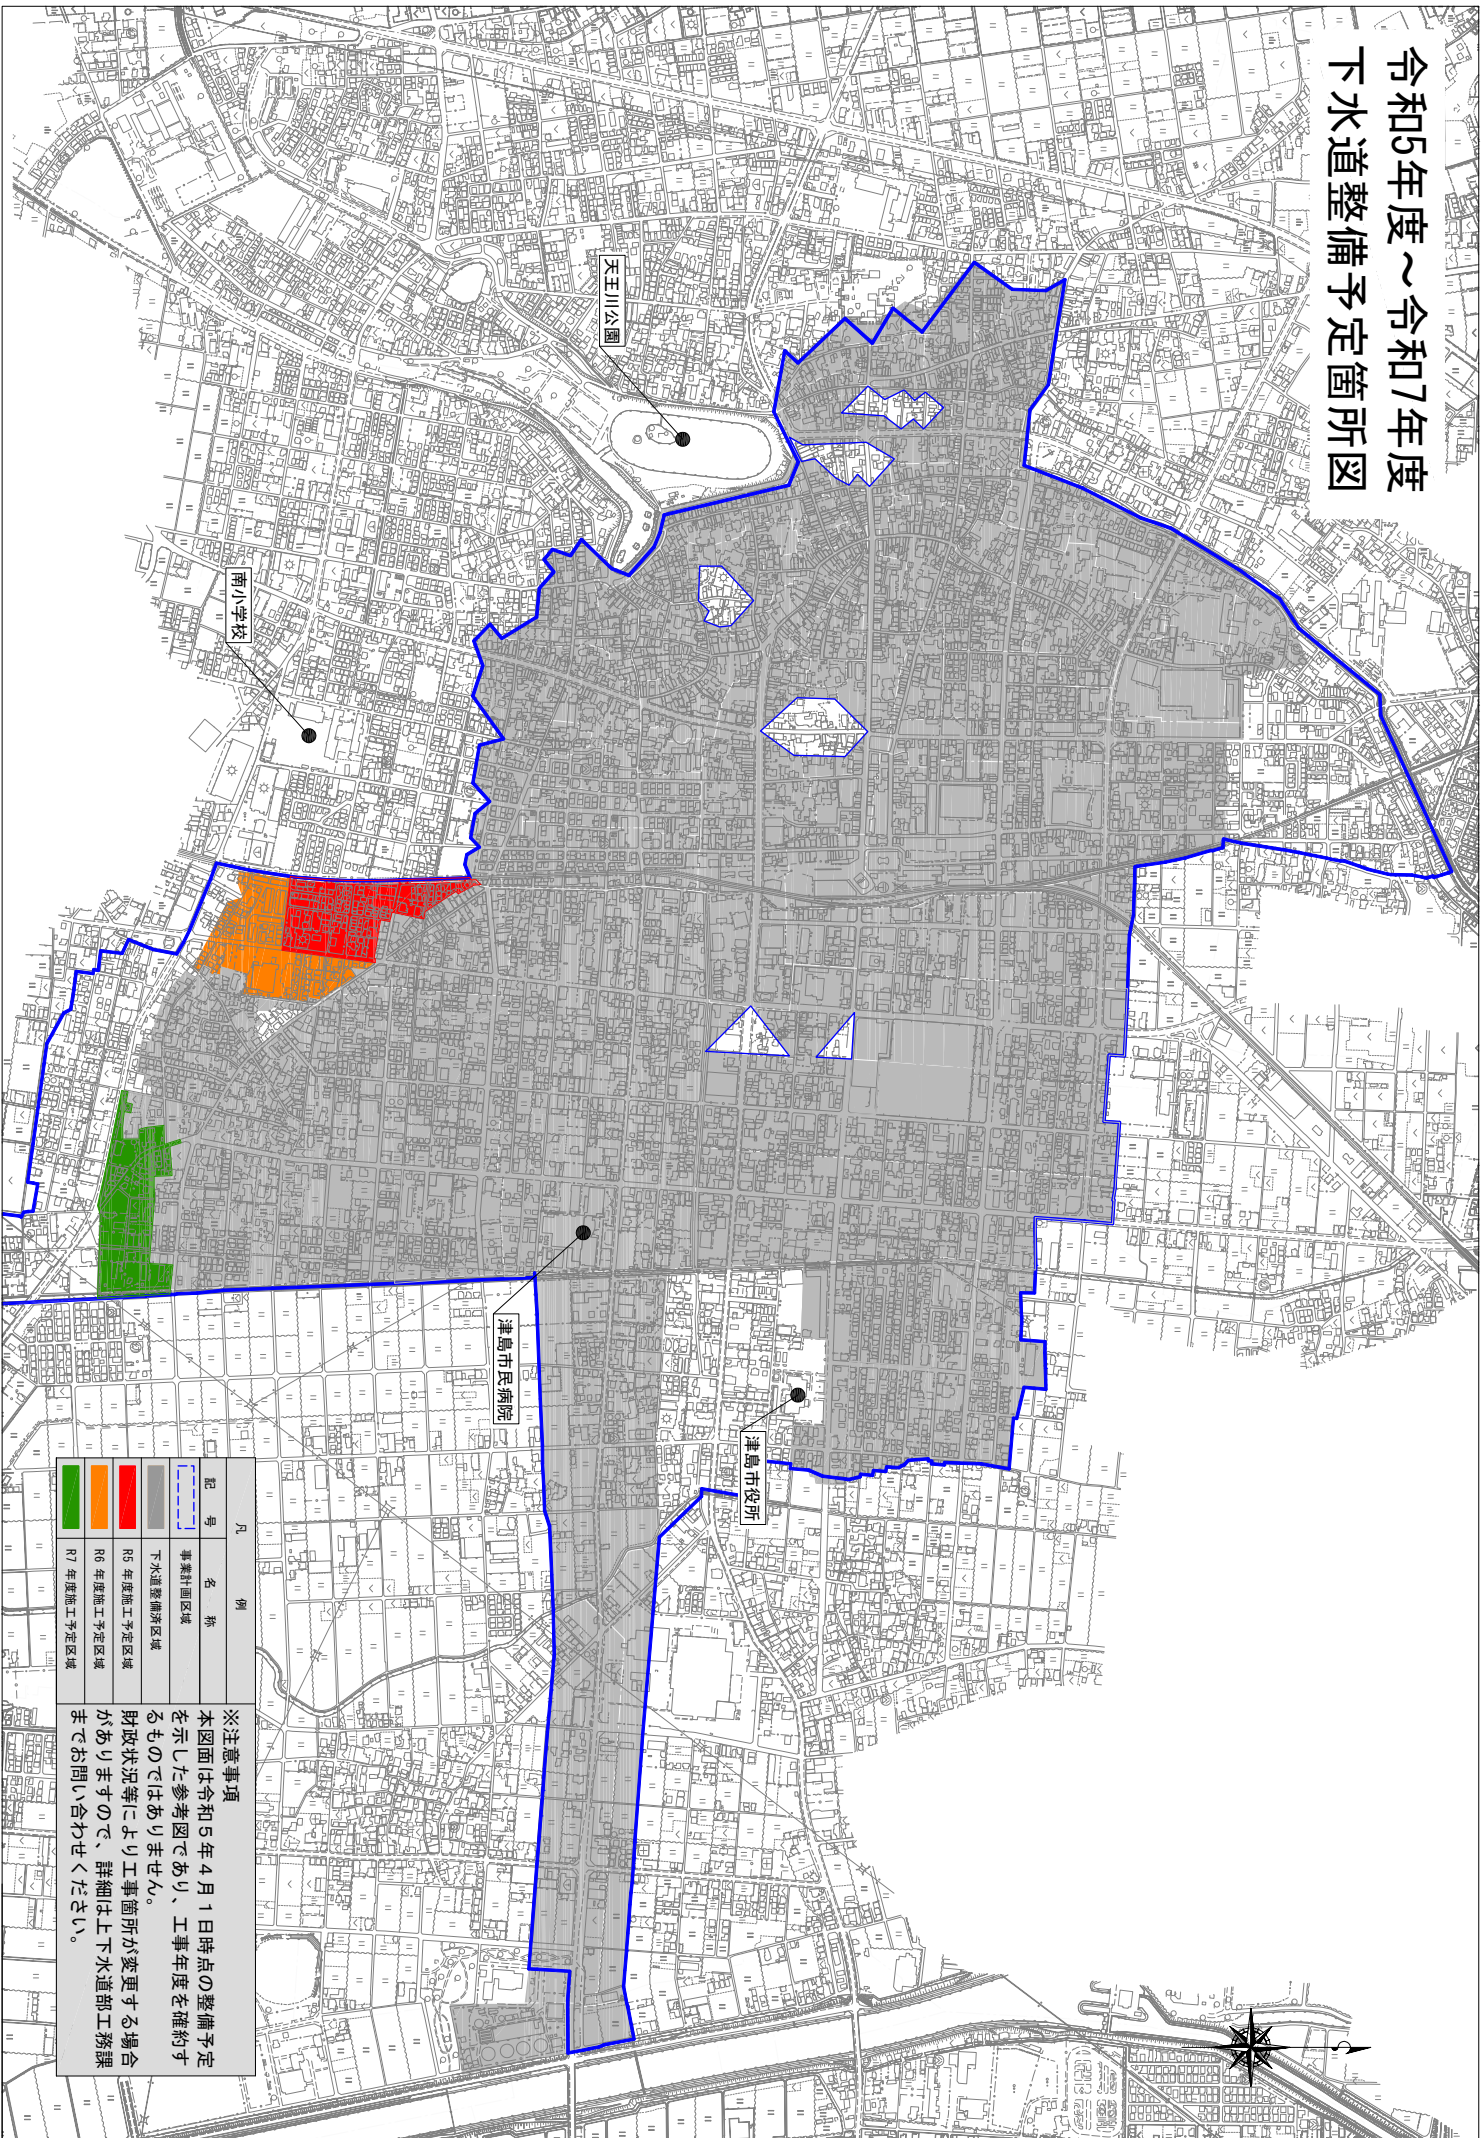 令和5年度～令和7年度
下水道整備予定箇所図
天王川公園
南小学校
津島市民病院
津島市役所
凡　例
記　号　名　称
事業計画区域
下水道整備済区域
R5 年度施工予定区域
R6 年度施工予定区域
R7 年度施工予定区域
※注意事項
本図面は令和５年４月１日時点の整備予定
を示した参考図であり、工事年度を確約す
るものではありません。
財政状況等により工事箇所が変更する場合
がありますので、詳細は上下水道部工務課
までお問い合わせください。